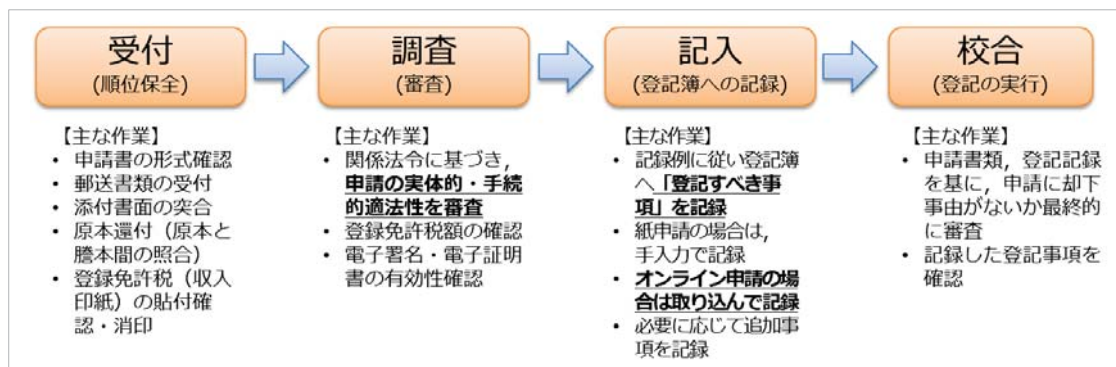 受付
(順位保全)
【主な作業】
• 申請書の形式確認
• 郵送書類の受付
• 添付書面の突合
• 原本還付（原本と
謄本間の照合）
• 登録免許税（収入
印紙）の貼付確
認・消印
調査
(審査)
【主な作業】
• 関係法令に基づき，
申請の実体的・手続
的適法性を審査
• 登録免許税額の確認
• 電子署名・電子証明
書の有効性確認
記入
(登記簿への記録)
【主な作業】
• 記録例に従い登記簿
へ「登記すべき事
項」を記録
• 紙申請の場合は，
手入力で記録
• オンライン申請の場
合は取り込んで記録
• 必要に応じて追加事
項を記録
校合
(登記の実行)
【主な作業】
• 申請書類，登記記録
を基に，申請に却下
事由がないか最終的
に審査
• 記録した登記事項を
確認